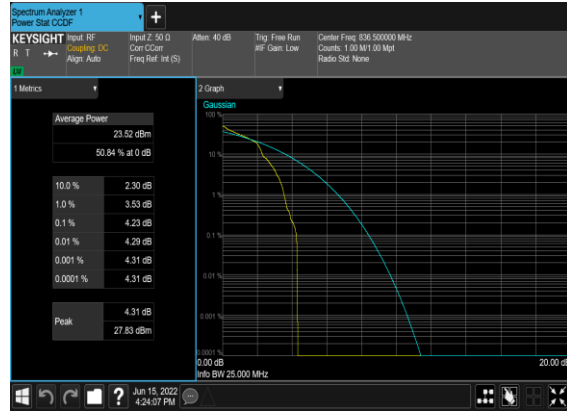 Spectrum Analyzer 1
Power Stat CCDF
KEYSIGHT
R T
Input: RF
Coupling: DC
Align: Auto
Input Z: 50 Ω
Corr CCorr
Freq Ref: Int (S)
Atten: 40 dB
Trig: Free Run
#IF Gain: Low
Center Freq: 836.500000 MHz
Counts: 1.00 M/1.00 Mpt
Radio Std: None
1 Metrics
Average Power
23.52 dBm
50.84 % at 0 dB
10.0 % 2.30 dB
1.0 % 3.53 dB
0.1 % 4.23 dB
0.01 % 4.29 dB
0.001 % 4.31 dB
0.0001 % 4.31 dB
Peak
4.31 dB
27.83 dBm
2 Graph
Gaussian
100 %
10 %
1 %
0.1 %
0.01 %
0.001 %
0.0001 %
0.00 dB
20.00 dB
Info BW 25.000 MHz
Jun 15, 2022
4:24:07 PM